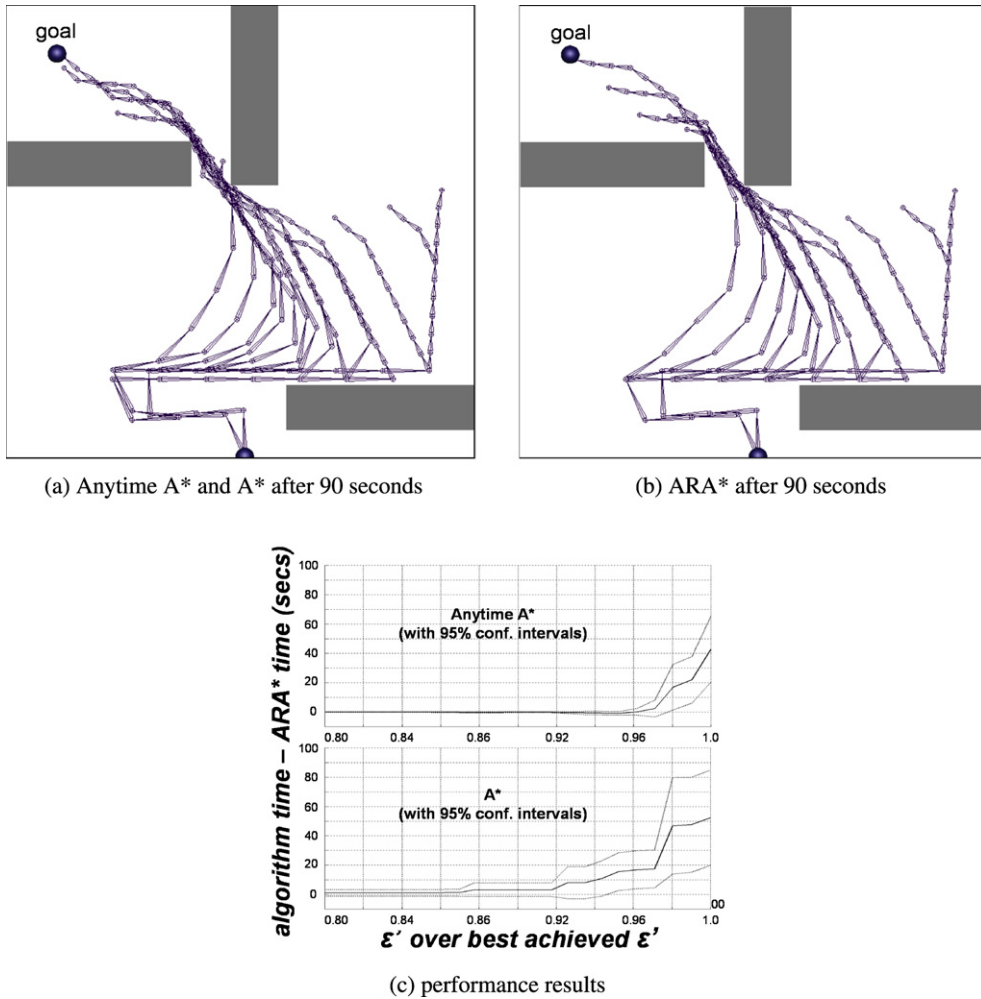 goal
goal
(a) Anytime A* and A* after 90 seconds
(b) ARA* after 90 seconds
algorithm time – ARA* time (secs)
100
80
60
40
20
0
Anytime A*
(with 95% conf. intervals)
0.80 0.84 0.86 0.92 0.96 1.0
100
80
60
40
20
0
A*
(with 95% conf. intervals)
00
0.80 0.84 0.86 0.92 0.96 1.0
ε´ over best achieved ε'
(c) performance results